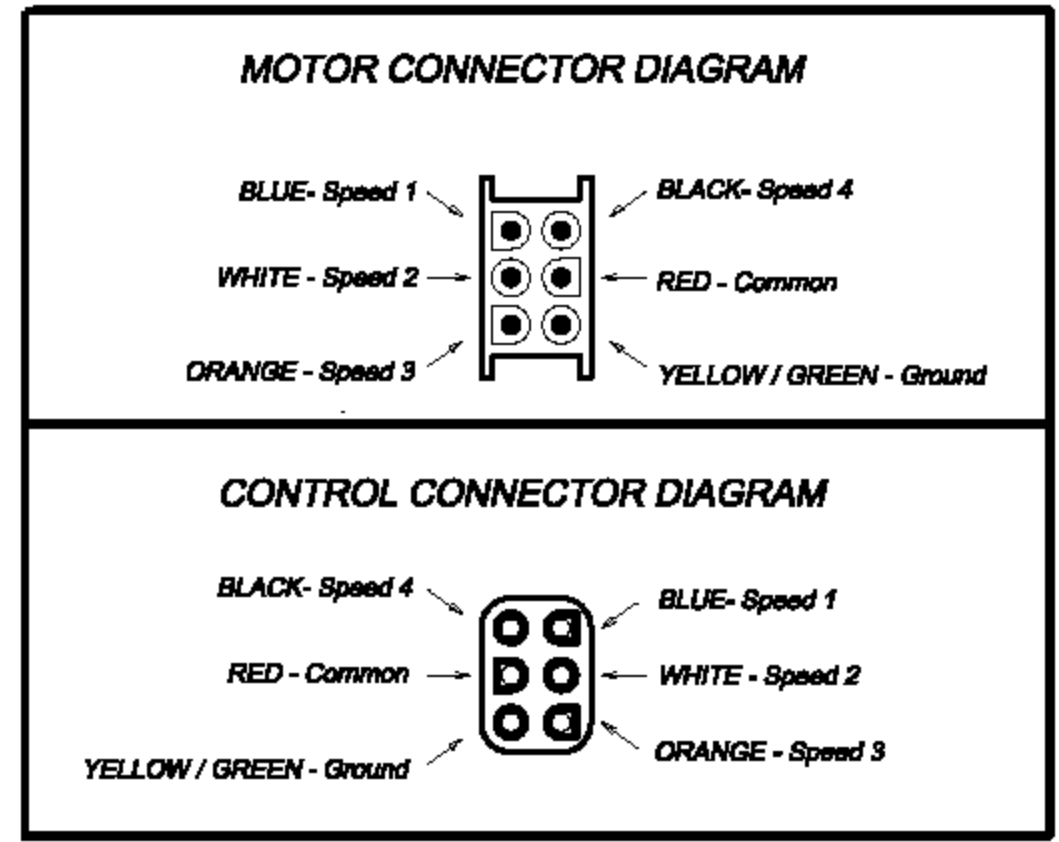 MOTOR CONNECTOR DIAGRAM
BLUE- Speed 1
BLACK- Speed 4
WHITE - Speed 2
RED - Common
ORANGE - Speed 3
YELLOW / GREEN - Ground
CONTROL CONNECTOR DIAGRAM
BLACK- Speed 4
BLUE- Speed 1
RED - Common
WHITE - Speed 2
YELLOW / GREEN - Ground
ORANGE - Speed 3